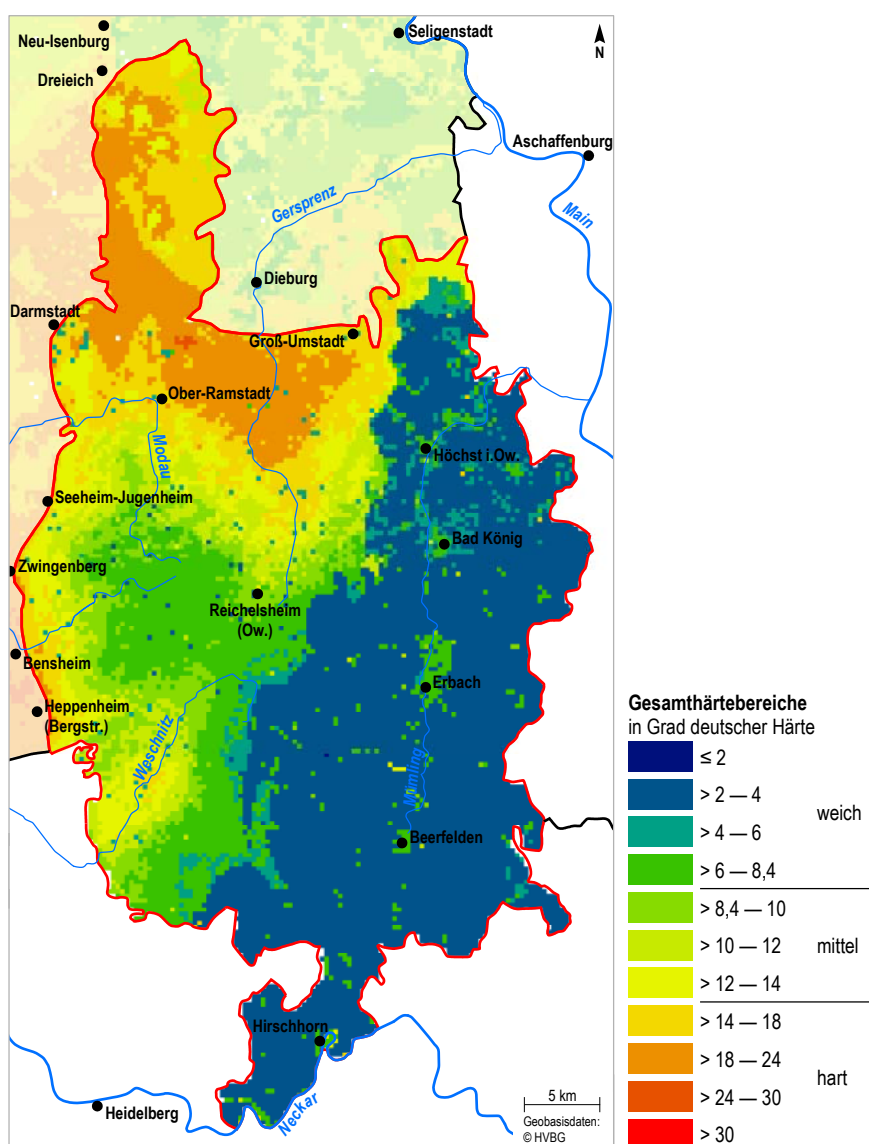 Neu-Isenburg
Seligenstadt
N
Dreieich
Aschaffenburg
Gersprenz
Main
Dieburg
Darmstadt
Groß-Umstadt
Ober-Ramstadt
Modau
Höchst i.Ow.
Seeheim-Jugenheim
Bad König
Zwingenberg
Reichelsheim
(Ow.)
Bensheim
Erbach
Heppenheim
(Bergstr.)
Weschnitz
Mümling
Beerfelden
Hirschhorn
Neckar
Heidelberg
5 km
Geobasisdaten:
© HVBG
Gesamthärtebereiche
in Grad deutscher Härte
≤ 2
> 2 — 4
weich
> 4 — 6
> 6 — 8,4
> 8,4 — 10
> 10 — 12
mittel
> 12 — 14
> 14 — 18
> 18 — 24
hart
> 24 — 30
> 30